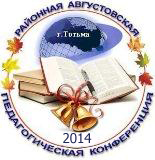 РАЙОННАЯ АВГУСТОВСКАЯ
г.Тотьма
ПЕДАГОГИЧЕСКАЯ КОНФЕРЕНЦИЯ
2014